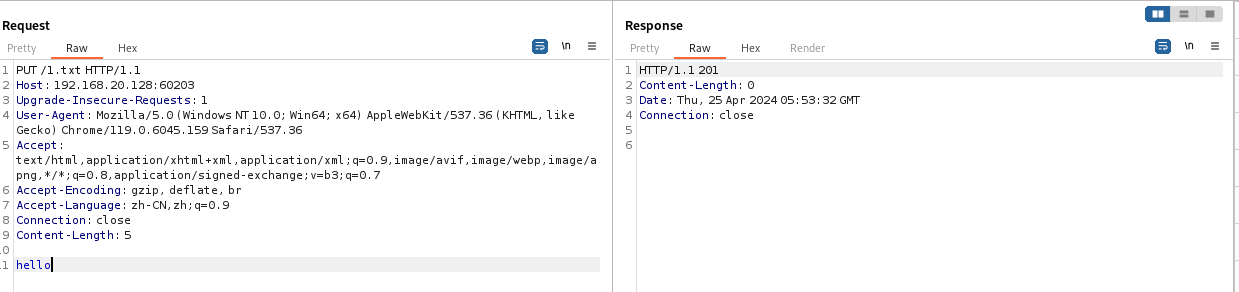 Request
Pretty Raw Hex \n
1 PUT /1.txt HTTP/1.1
2 Host: 192.168.20.128:60203
3 Upgrade-Insecure-Requests: 1
4 User-Agent: Mozilla/5.0 (Windows NT 10.0; Win64; x64) AppleWebKit/537.36 (KHTML, like
Gecko) Chrome/119.0.6045.159 Safari/537.36
5 Accept:
text/html,application/xhtml+xml,application/xml;q=0.9,image/avif,image/webp,image/a
png,*/*;q=0.8,application/signed-exchange;v=b3;q=0.7
6 Accept-Encoding: gzip, deflate, br
7 Accept-Language: zh-CN,zh;q=0.9
8 Connection: close
9 Content-Length: 5
10
11 hello
Response
Pretty Raw Hex Render \n
1 HTTP/1.1 201
2 Content-Length: 0
3 Date: Thu, 25 Apr 2024 05:53:32 GMT
4 Connection: close
5
6